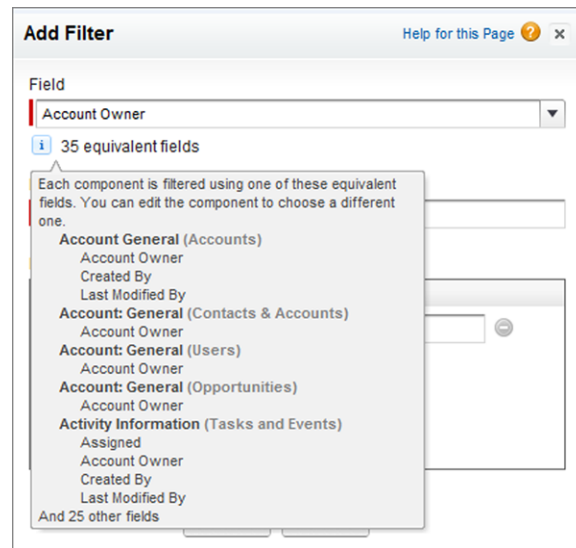 Add Filter
Help for this Page
Field
Account Owner
35 equivalent fields
Each component is filtered using one of these equivalent
fields. You can edit the component to choose a different
one.
Account General (Accounts)
Account Owner
Created By
Last Modified By
Account: General (Contacts & Accounts)
Account Owner
Account: General (Users)
Account Owner
Account: General (Opportunities)
Account Owner
Activity Information (Tasks and Events)
Assigned
Account Owner
Created By
Last Modified By
And 25 other fields